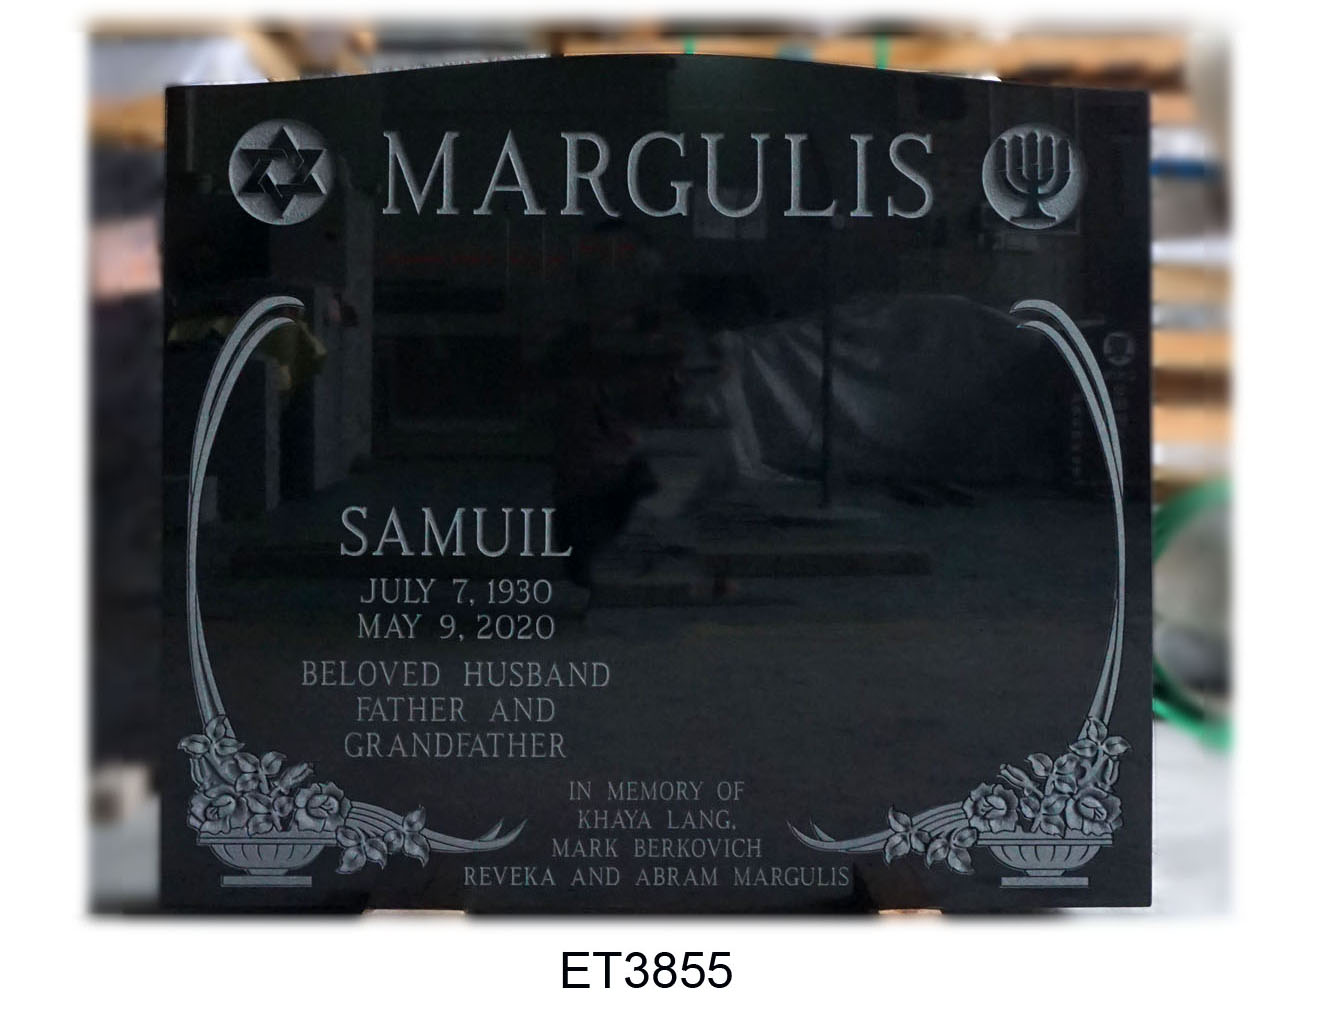 MARGULIS
SAMUIL
JULY 7, 1930
MAY 9, 2020
BELOVED HUSBAND
FATHER AND
GRANDFATHER
IN MEMORY OF
KHAYA LANG,
MARK BERKOVICH
REVEKA AND ABRAM MARGULIS
ET3855